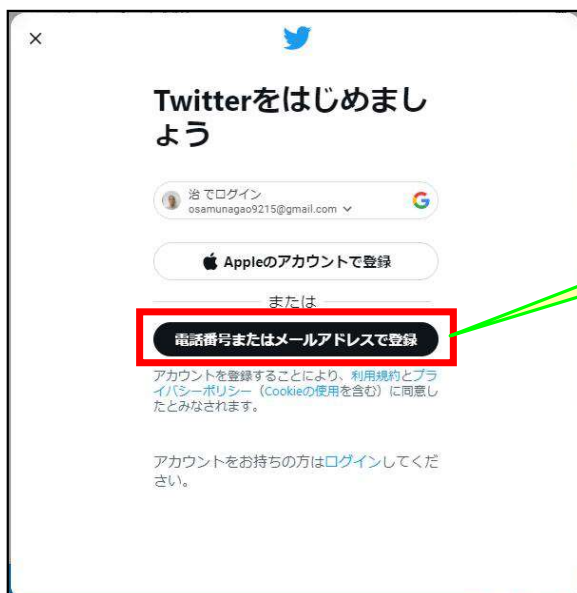 ×
Twitterをはじめまし
ょう
治 でログイン
osamunagao9215@gmail.com
Appleのアカウントで登録
または
電話番号またはメールアドレスで登録
アカウントを登録することにより、利用規約とプラ
イバシーポリシー（Cookieの使用を含む）に同意し
たとみなされます。
アカウントをお持ちの方はログインしてくだ
さい。